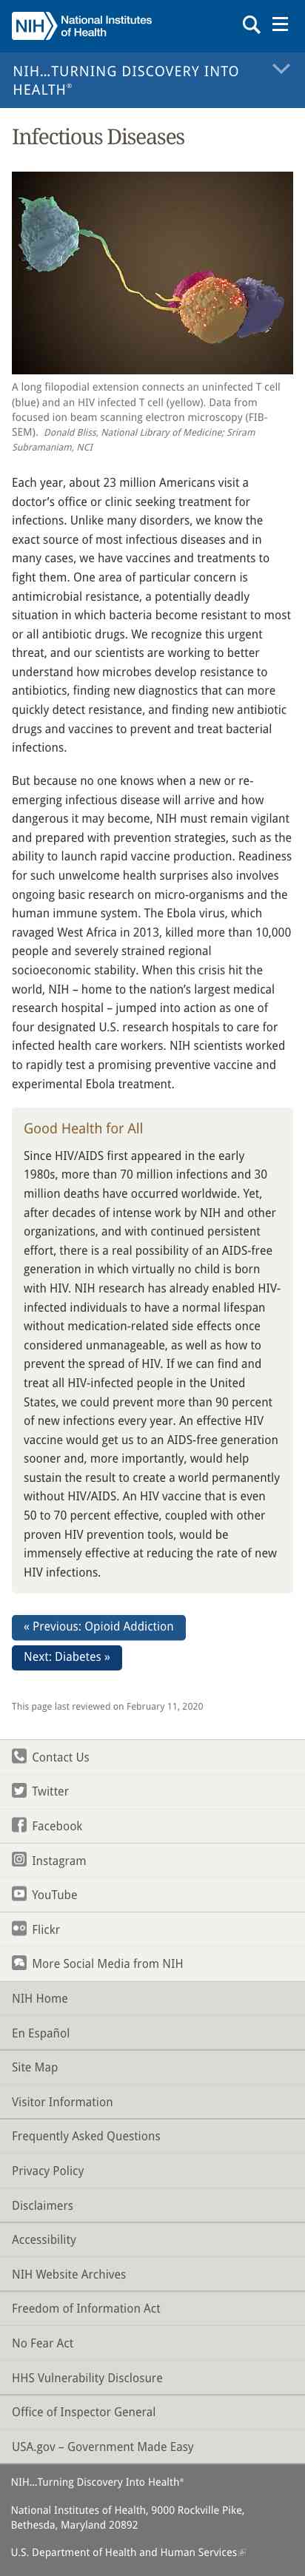 NIH
National Institutes
of Health
NIH…TURNING DISCOVERY INTO
HEALTH®
Infectious Diseases
A long filopodial extension connects an uninfected T cell
(blue) and an HIV infected T cell (yellow). Data from
focused ion beam scanning electron microscopy (FIB-
SEM). Donald Bliss, National Library of Medicine; Sriram
Subramaniam, NCI
Each year, about 23 million Americans visit a
doctor’s office or clinic seeking treatment for
infections. Unlike many disorders, we know the
exact source of most infectious diseases and in
many cases, we have vaccines and treatments to
fight them. One area of particular concern is
antimicrobial resistance, a potentially deadly
situation in which bacteria become resistant to most
or all antibiotic drugs. We recognize this urgent
threat, and our scientists are working to better
understand how microbes develop resistance to
antibiotics, finding new diagnostics that can more
quickly detect resistance, and finding new antibiotic
drugs and vaccines to prevent and treat bacterial
infections.
But because no one knows when a new or re-
emerging infectious disease will arrive and how
dangerous it may become, NIH must remain vigilant
and prepared with prevention strategies, such as the
ability to launch rapid vaccine production. Readiness
for such unwelcome health surprises also involves
ongoing basic research on micro-organisms and the
human immune system. The Ebola virus, which
ravaged West Africa in 2013, killed more than 10,000
people and severely strained regional
socioeconomic stability. When this crisis hit the
world, NIH – home to the nation’s largest medical
research hospital – jumped into action as one of
four designated U.S. research hospitals to care for
infected health care workers. NIH scientists worked
to rapidly test a promising preventive vaccine and
experimental Ebola treatment.
Good Health for All
Since HIV/AIDS first appeared in the early
1980s, more than 70 million infections and 30
million deaths have occurred worldwide. Yet,
after decades of intense work by NIH and other
organizations, and with continued persistent
effort, there is a real possibility of an AIDS-free
generation in which virtually no child is born
with HIV. NIH research has already enabled HIV-
infected individuals to have a normal lifespan
without medication-related side effects once
considered unmanageable, as well as how to
prevent the spread of HIV. If we can find and
treat all HIV-infected people in the United
States, we could prevent more than 90 percent
of new infections every year. An effective HIV
vaccine would get us to an AIDS-free generation
sooner and, more importantly, would help
sustain the result to create a world permanently
without HIV/AIDS. An HIV vaccine that is even
50 to 70 percent effective, coupled with other
proven HIV prevention tools, would be
immensely effective at reducing the rate of new
HIV infections.
« Previous: Opioid Addiction
Next: Diabetes »
This page last reviewed on February 11, 2020
Contact Us
Twitter
Facebook
Instagram
YouTube
Flickr
More Social Media from NIH
NIH Home
En Español
Site Map
Visitor Information
Frequently Asked Questions
Privacy Policy
Disclaimers
Accessibility
NIH Website Archives
Freedom of Information Act
No Fear Act
HHS Vulnerability Disclosure
Office of Inspector General
USA.gov – Government Made Easy
NIH…Turning Discovery Into Health®
National Institutes of Health, 9000 Rockville Pike,
Bethesda, Maryland 20892
U.S. Department of Health and Human Services